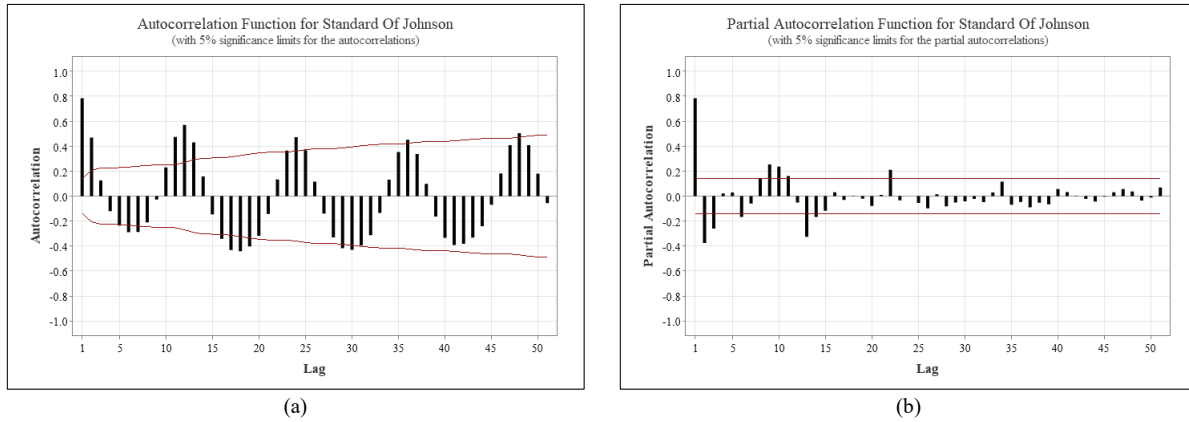 Autocorrelation Function for Standard Of Johnson
(with 5% significance limits for the autocorrelations)
1.0
0.8
0.6
0.4
0.2
0.0
-0.2
-0.4
-0.6
-0.8
-1.0
Autocorrelation
1 5 10 15 20 25 30 35 40 45 50
Lag
(a)
Partial Autocorrelation Function for Standard Of Johnson
(with 5% significance limits for the partial autocorrelations)
1.0
0.8
0.6
0.4
0.2
0.0
-0.2
-0.4
-0.6
-0.8
-1.0
Partial Autocorrelation
1 5 10 15 20 25 30 35 40 45 50
Lag
(b)